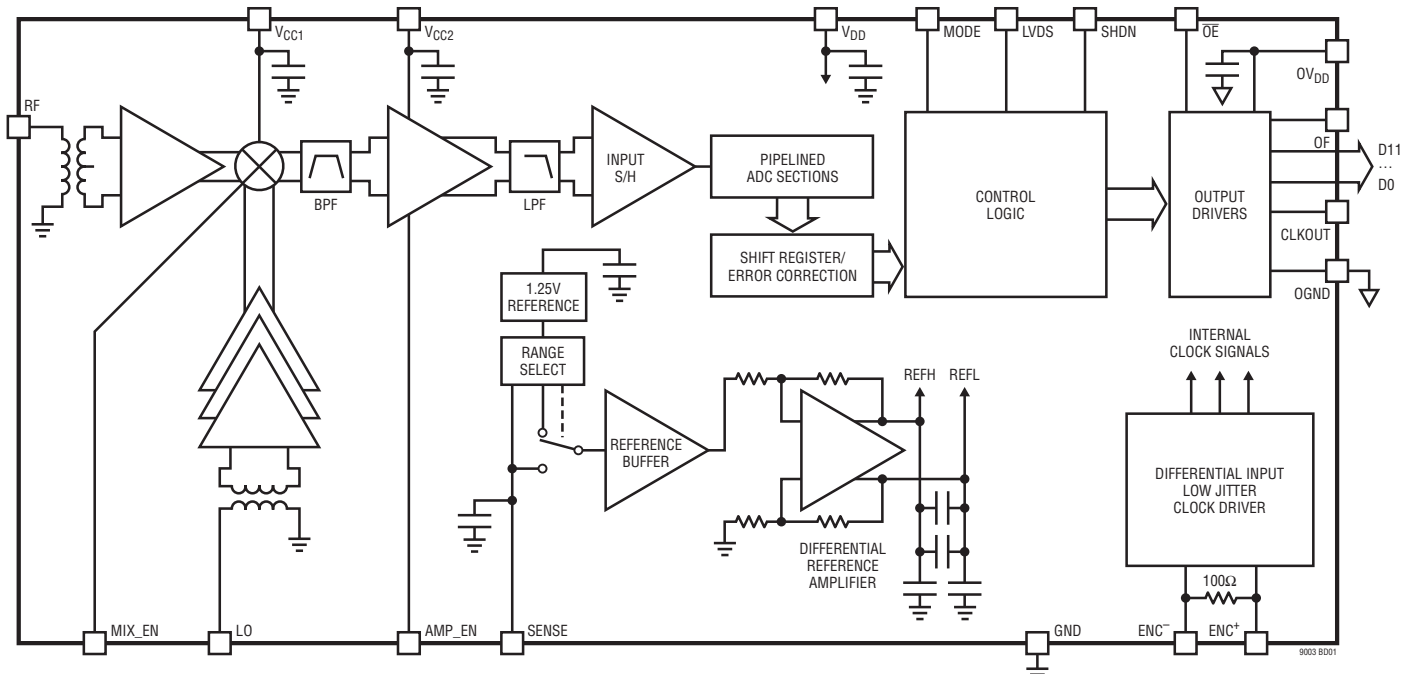 VCC1
VCC2
VDD
MODE
LVDS
SHDN
OE
OVDD
RF
OF
D11
...
D0
INPUT
S/H
PIPELINED
ADC SECTIONS
CONTROL
LOGIC
OUTPUT
DRIVERS
BPF
LPF
CLKOUT
SHIFT REGISTER/
ERROR CORRECTION
1.25V
REFERENCE
OGND
INTERNAL
CLOCK SIGNALS
RANGE
SELECT
REFH
REFL
REFERENCE
BUFFER
DIFFERENTIAL INPUT
LOW JITTER
CLOCK DRIVER
DIFFERENTIAL
REFERENCE
AMPLIFIER
100Ω
MIX_EN
LO
AMP_EN
SENSE
GND
ENC–
ENC+
9003 BD01